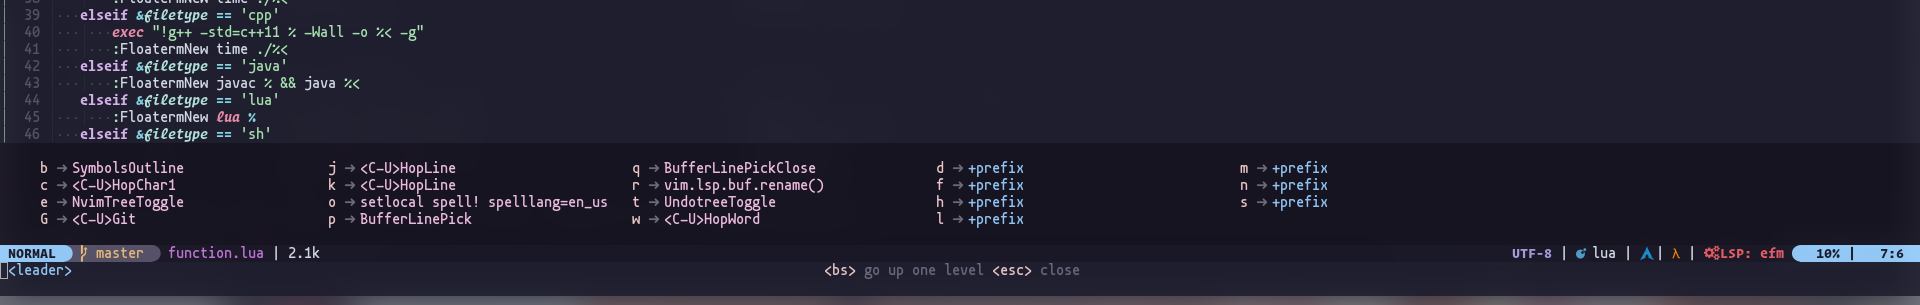 38 :FloatermNew time ./%<
39 elseif &filetype == 'cpp'
40 exec "!g++ -std=c++11 % -Wall -o %< -g"
41 :FloatermNew time ./%<
42 elseif &filetype == 'java'
43 :FloatermNew javac % && java %<
44 elseif &filetype == 'lua'
45 :FloatermNew lua %
46 elseif &filetype == 'sh'
b → SymbolsOutline j → <C-U>HopLine q → BufferLinePickClose d → +prefix m → +prefix
c → <C-U>HopChar1 k → <C-U>HopLine r → vim.lsp.buf.rename() f → +prefix n → +prefix
e → NvimTreeToggle o → setlocal spell! spelllang=en_us t → UndotreeToggle h → +prefix s → +prefix
G → <C-U>Git p → BufferLinePick w → <C-U>HopWord l → +prefix
NORMAL master function.lua | 2.1k UTF-8 | lua | | λ | LSP: efm 10% | 7:6
<leader> <bs> go up one level <esc> close